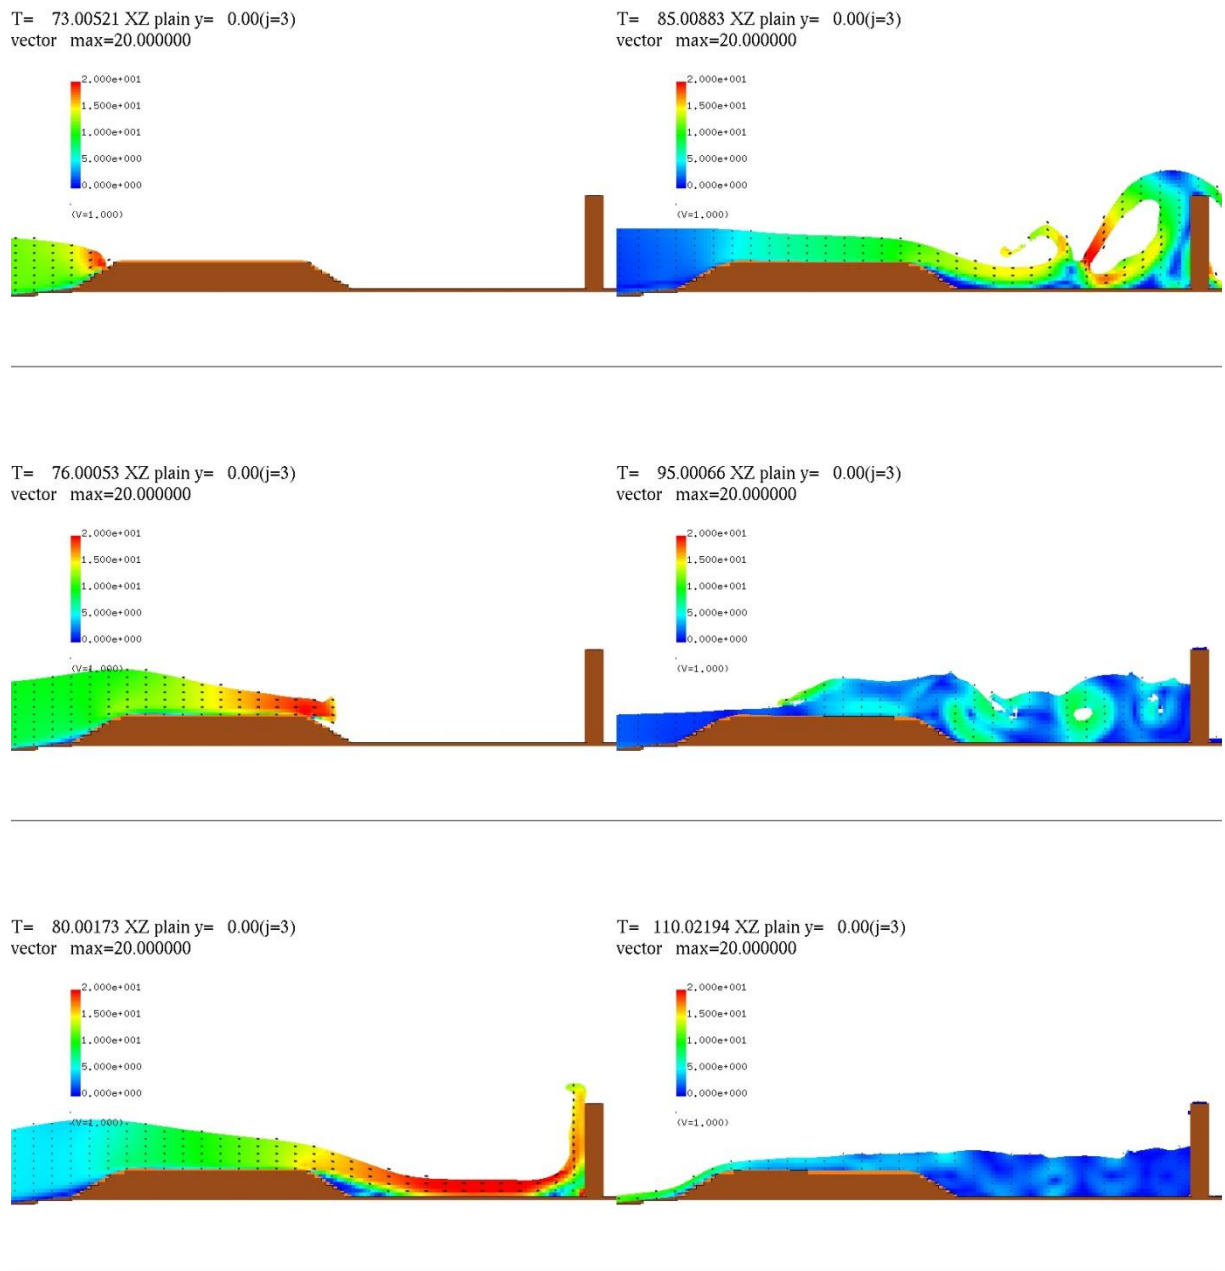 T= 73.00521 XZ plain y= 0.00(j=3)
vector max=20.000000
2.000e+001
1.500e+001
1.000e+001
5.000e+000
0.000e+000
(V=1.000)
T= 85.00883 XZ plain y= 0.00(j=3)
vector max=20.000000
2.000e+001
1.500e+001
1.000e+001
5.000e+000
0.000e+000
(V=1.000)
T= 76.00053 XZ plain y= 0.00(j=3)
vector max=20.000000
2.000e+001
1.500e+001
1.000e+001
5.000e+000
0.000e+000
(V=1.000)
T= 95.00066 XZ plain y= 0.00(j=3)
vector max=20.000000
2.000e+001
1.500e+001
1.000e+001
5.000e+000
0.000e+000
(V=1.000)
T= 80.00173 XZ plain y= 0.00(j=3)
vector max=20.000000
2.000e+001
1.500e+001
1.000e+001
5.000e+000
0.000e+000
(V=1.000)
T= 110.02194 XZ plain y= 0.00(j=3)
vector max=20.000000
2.000e+001
1.500e+001
1.000e+001
5.000e+000
0.000e+000
(V=1.000)